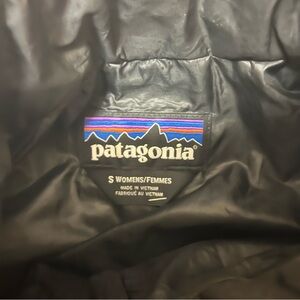 patagonia®
S WOMENS/FEMMES
MADE IN VIETNAM
FABRIQUÉ AU VIETNAM